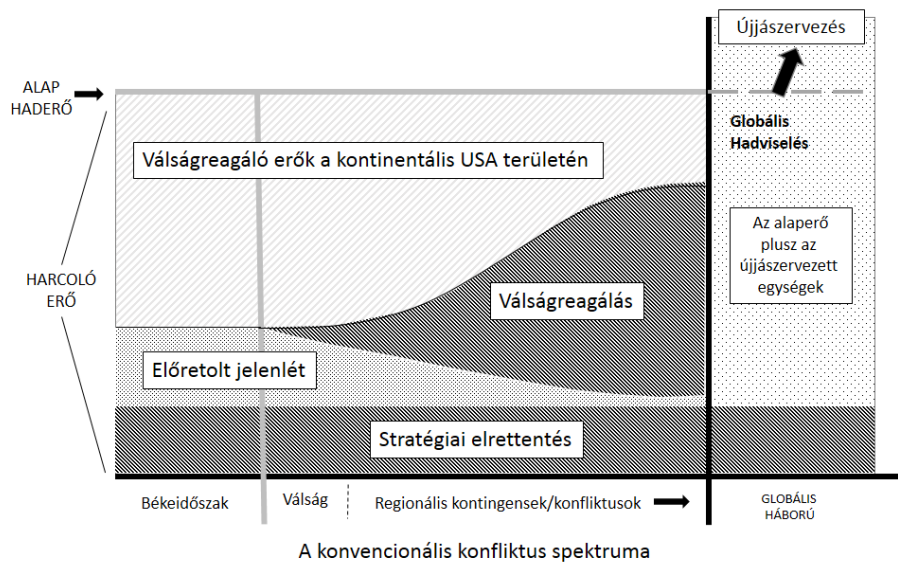 Újjászervezés
ALAP
HADERŐ
Globális
Hadviselés
Válságreagáló erők a kontinentális USA területén
Az alaperő
plusz az
újjászervezett
egységek
HARCOLÓ
ERŐ
Válságreagálás
Előretolt jelenlét
Stratégiai elrettentés
Békeidőszak
Válság
Regionális kontingensek/konfliktusok
GLOBÁLIS
HÁBORÚ
A konvencionális konfliktus spektruma